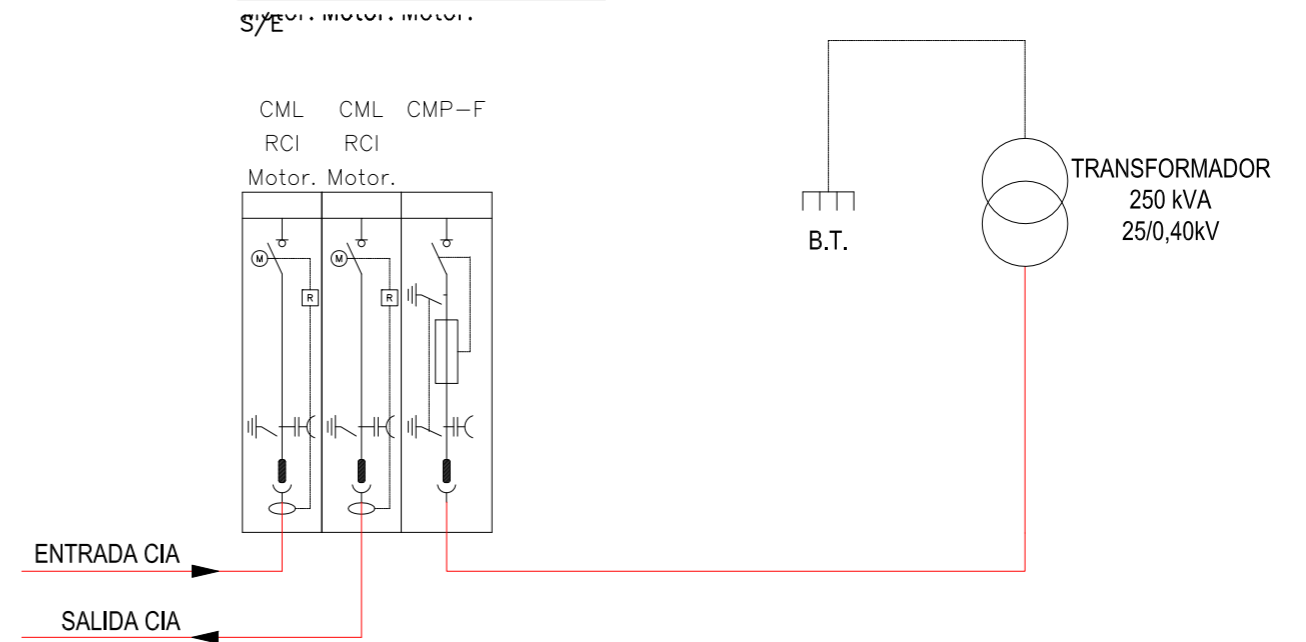 S/E
CML CML CMP-F
RCI RCI
Motor. Motor.
M M
R R
TRANSFORMADOR
250 kVA
25/0,40kV
B.T.
ENTRADA CIA
SALIDA CIA